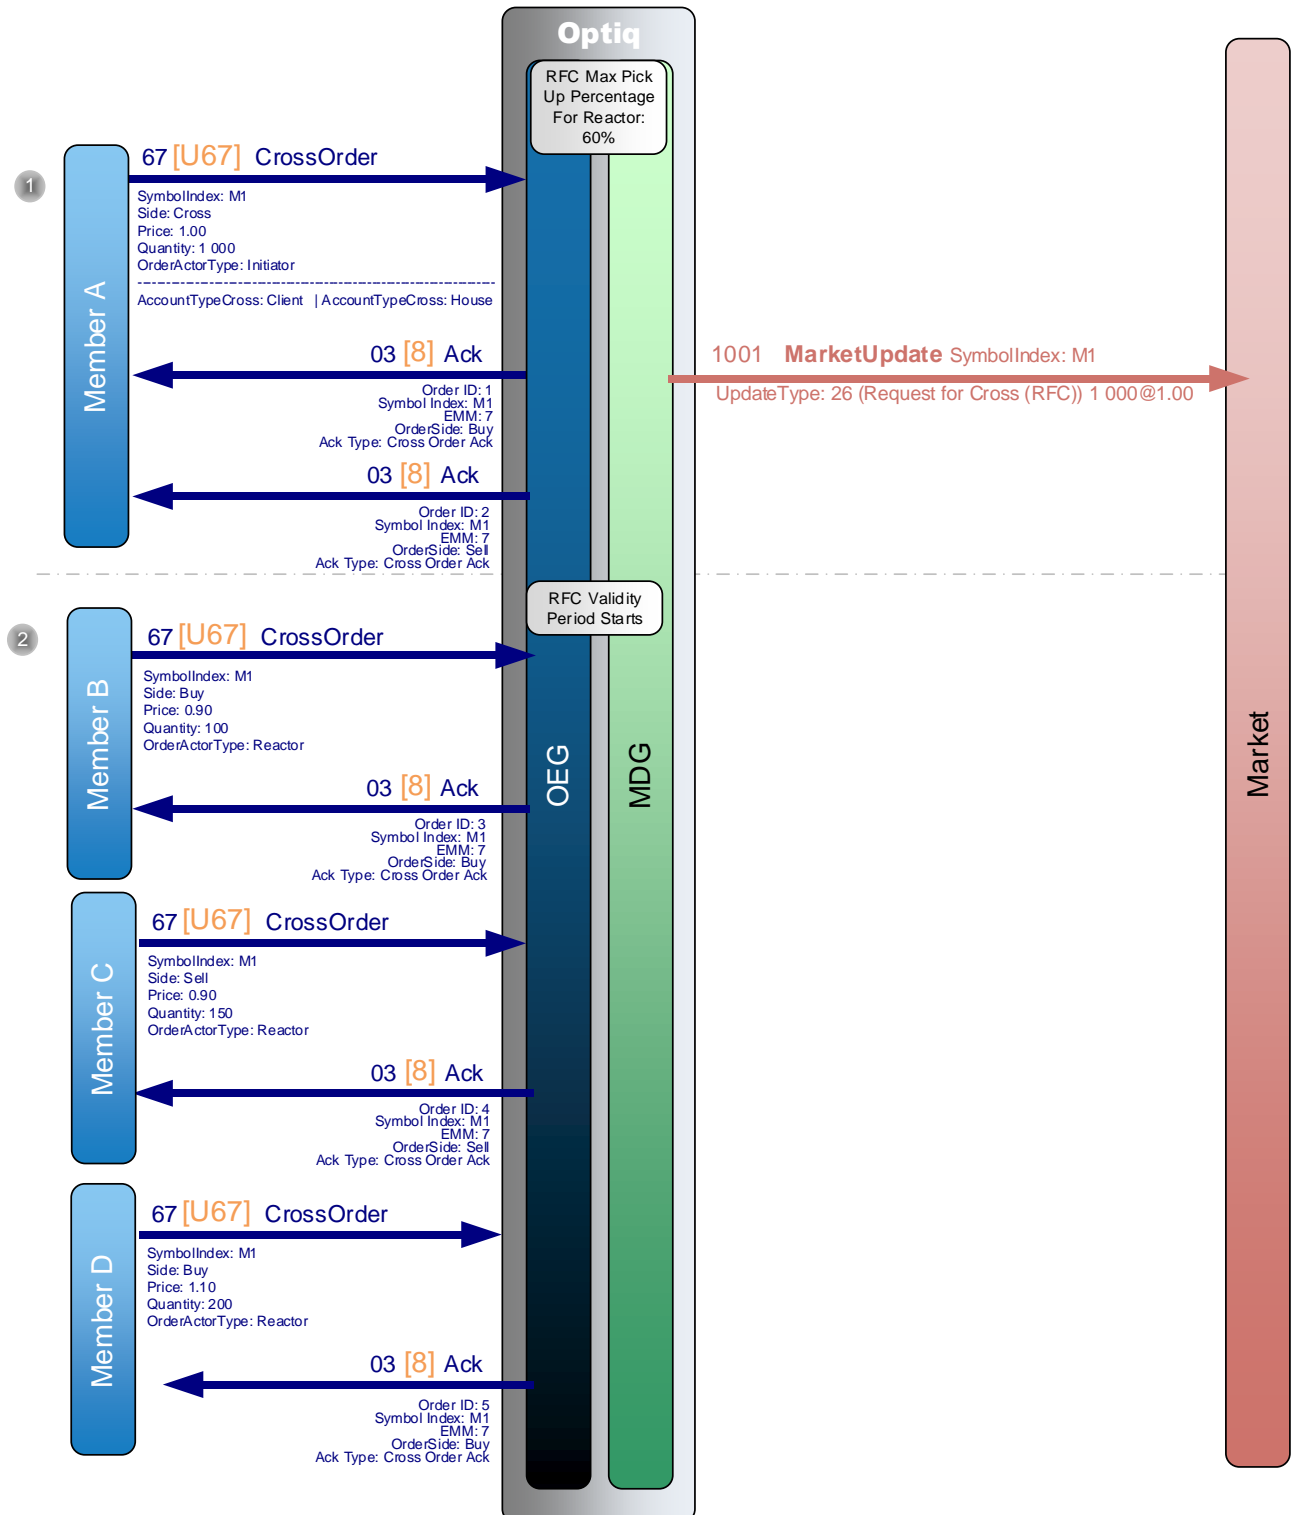 Optiq
RFC Max Pick
Up Percentage
For Reactor:
60%
1
Member A
67 [U67] CrossOrder
SymbolIndex: M1
Side: Cross
Price: 1.00
Quantity: 1 000
OrderActorType: Initiator
AccountTypeCross: Client | AccountTypeCross: House
03 [8] Ack
Order ID: 1
Symbol Index: M1
EMM: 7
OrderSide: Buy
Ack Type: Cross Order Ack
1001 MarketUpdate SymbolIndex: M1
UpdateType: 26 (Request for Cross (RFC)) 1 000@1.00
03 [8] Ack
Order ID: 2
Symbol Index: M1
EMM: 7
OrderSide: Sell
Ack Type: Cross Order Ack
RFC Validity
Period Starts
2
Member B
67 [U67] CrossOrder
SymbolIndex: M1
Side: Buy
Price: 0.90
Quantity: 100
OrderActorType: Reactor
03 [8] Ack
Order ID: 3
Symbol Index: M1
EMM: 7
OrderSide: Buy
Ack Type: Cross Order Ack
OEG
MDG
Market
Member C
67 [U67] CrossOrder
SymbolIndex: M1
Side: Sell
Price: 0.90
Quantity: 150
OrderActorType: Reactor
03 [8] Ack
Order ID: 4
Symbol Index: M1
EMM: 7
OrderSide: Sell
Ack Type: Cross Order Ack
Member D
67 [U67] CrossOrder
SymbolIndex: M1
Side: Buy
Price: 1.10
Quantity: 200
OrderActorType: Reactor
03 [8] Ack
Order ID: 5
Symbol Index: M1
EMM: 7
OrderSide: Buy
Ack Type: Cross Order Ack